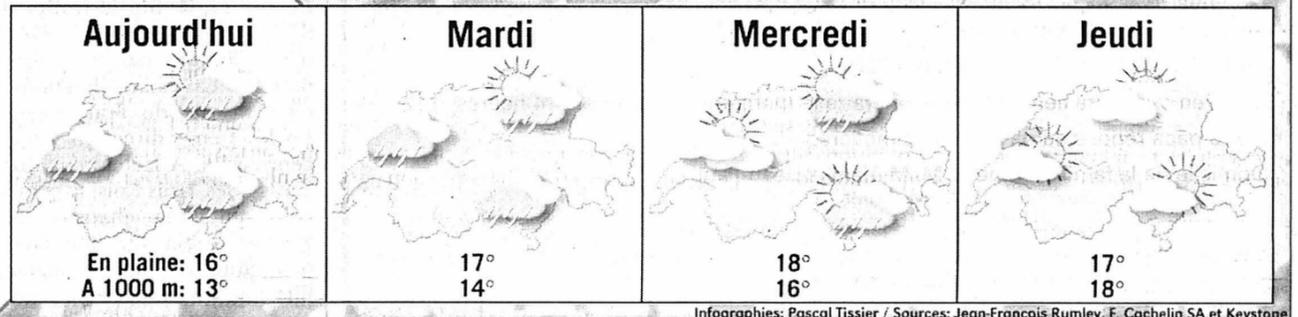 Aujourd'hui
En plaine: 16°
A 1000 m: 13°
Mardi
17°
14°
Mercredi
18°
16°
Jeudi
17°
18°
Infographies: Pascal Tissier / Sources: Jean-François Rumley, F. Cachelin SA et Keystone